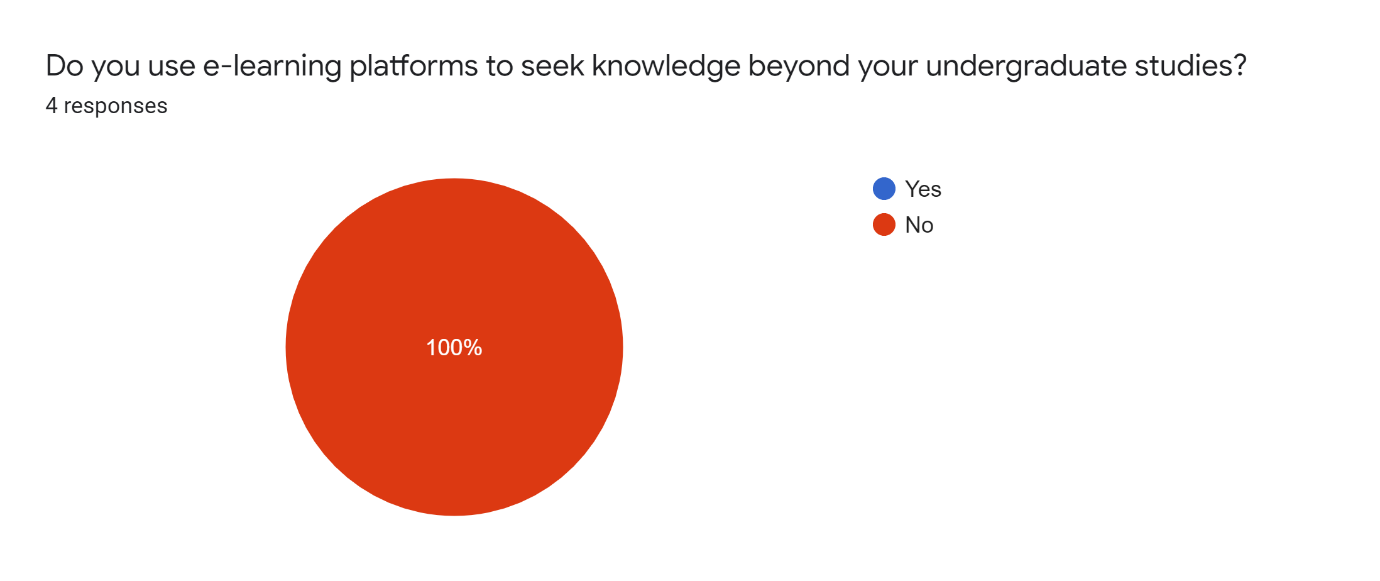 Do you use e-learning platforms to seek knowledge beyond your undergraduate studies?
4 responses
Yes
No
100%